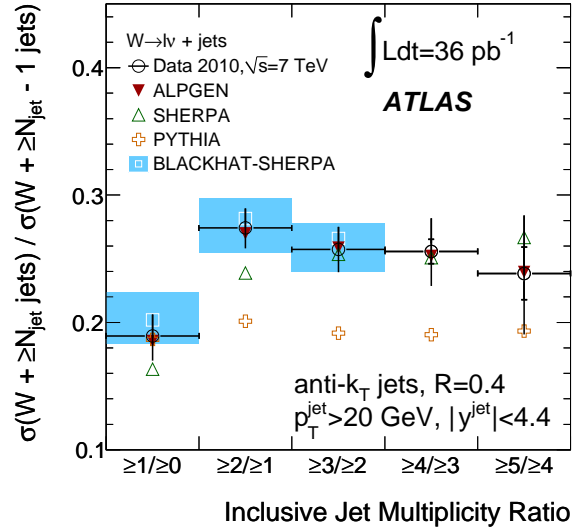 σ(W + ≥N_jet jets) / σ(W + ≥N_jet - 1 jets)
0.4
0.3
0.2
0.1
W→lν + jets
Data 2010,√s=7 TeV
ALPGEN
SHERPA
PYTHIA
BLACKHAT-SHERPA
∫Ldt=36 pb⁻¹
ATLAS
anti-k_T jets, R=0.4
p_T^jet>20 GeV, |y^jet|<4.4
≥1/≥0 ≥2/≥1 ≥3/≥2 ≥4/≥3 ≥5/≥4
Inclusive Jet Multiplicity Ratio